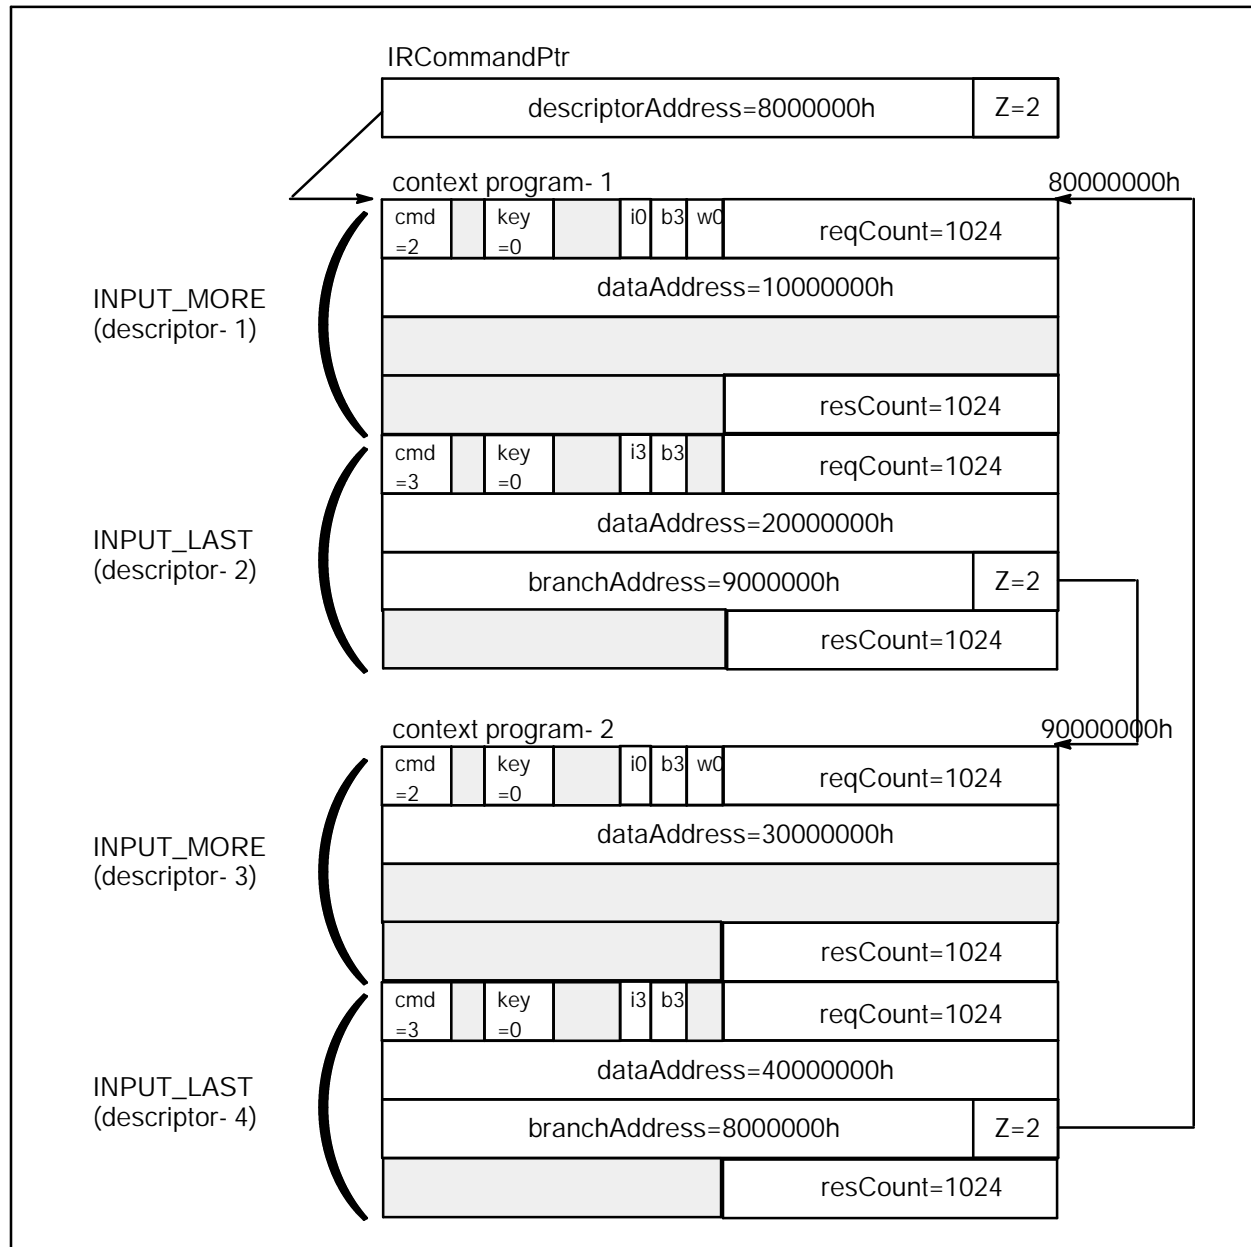 IRCommandPtr
descriptorAddress=8000000h Z=2
context program- 1 80000000h
cmd =2 key =0 i0 b3 w0 reqCount=1024
dataAddress=10000000h
INPUT_MORE
(descriptor- 1)
resCount=1024
cmd =3 key =0 i3 b3 reqCount=1024
dataAddress=20000000h
INPUT_LAST
(descriptor- 2)
branchAddress=9000000h Z=2
resCount=1024
context program- 2 90000000h
cmd =2 key =0 i0 b3 w0 reqCount=1024
dataAddress=30000000h
INPUT_MORE
(descriptor- 3)
resCount=1024
cmd =3 key =0 i3 b3 reqCount=1024
dataAddress=40000000h
INPUT_LAST
(descriptor- 4)
branchAddress=8000000h Z=2
resCount=1024